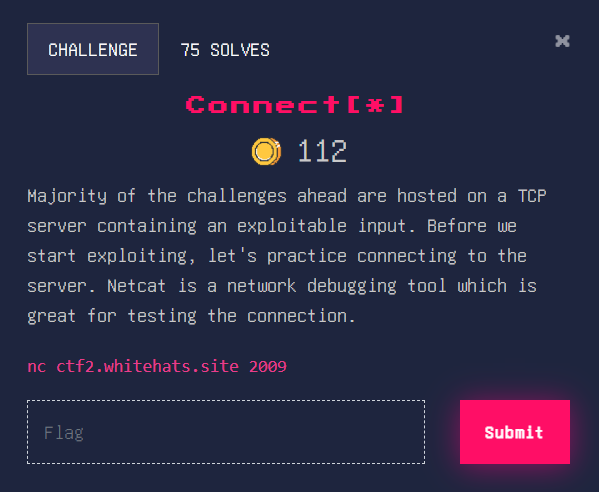 CHALLENGE 75 SOLVES
Connect[*]
112
Majority of the challenges ahead are hosted on a TCP
server containing an exploitable input. Before we
start exploiting, let's practice connecting to the
server. Netcat is a network debugging tool which is
great for testing the connection.
nc ctf2.whitehats.site 2009
Flag Submit